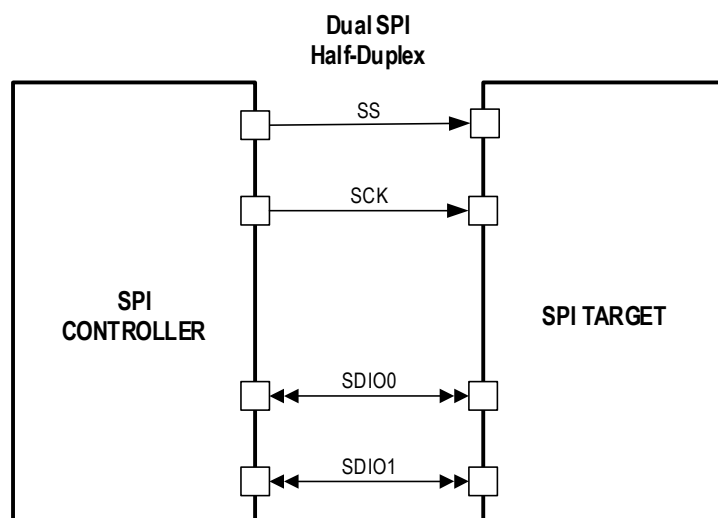 Dual SPI
Half-Duplex
SS
SCK
SPI
CONTROLLER
SPI TARGET
SDIO0
SDIO1